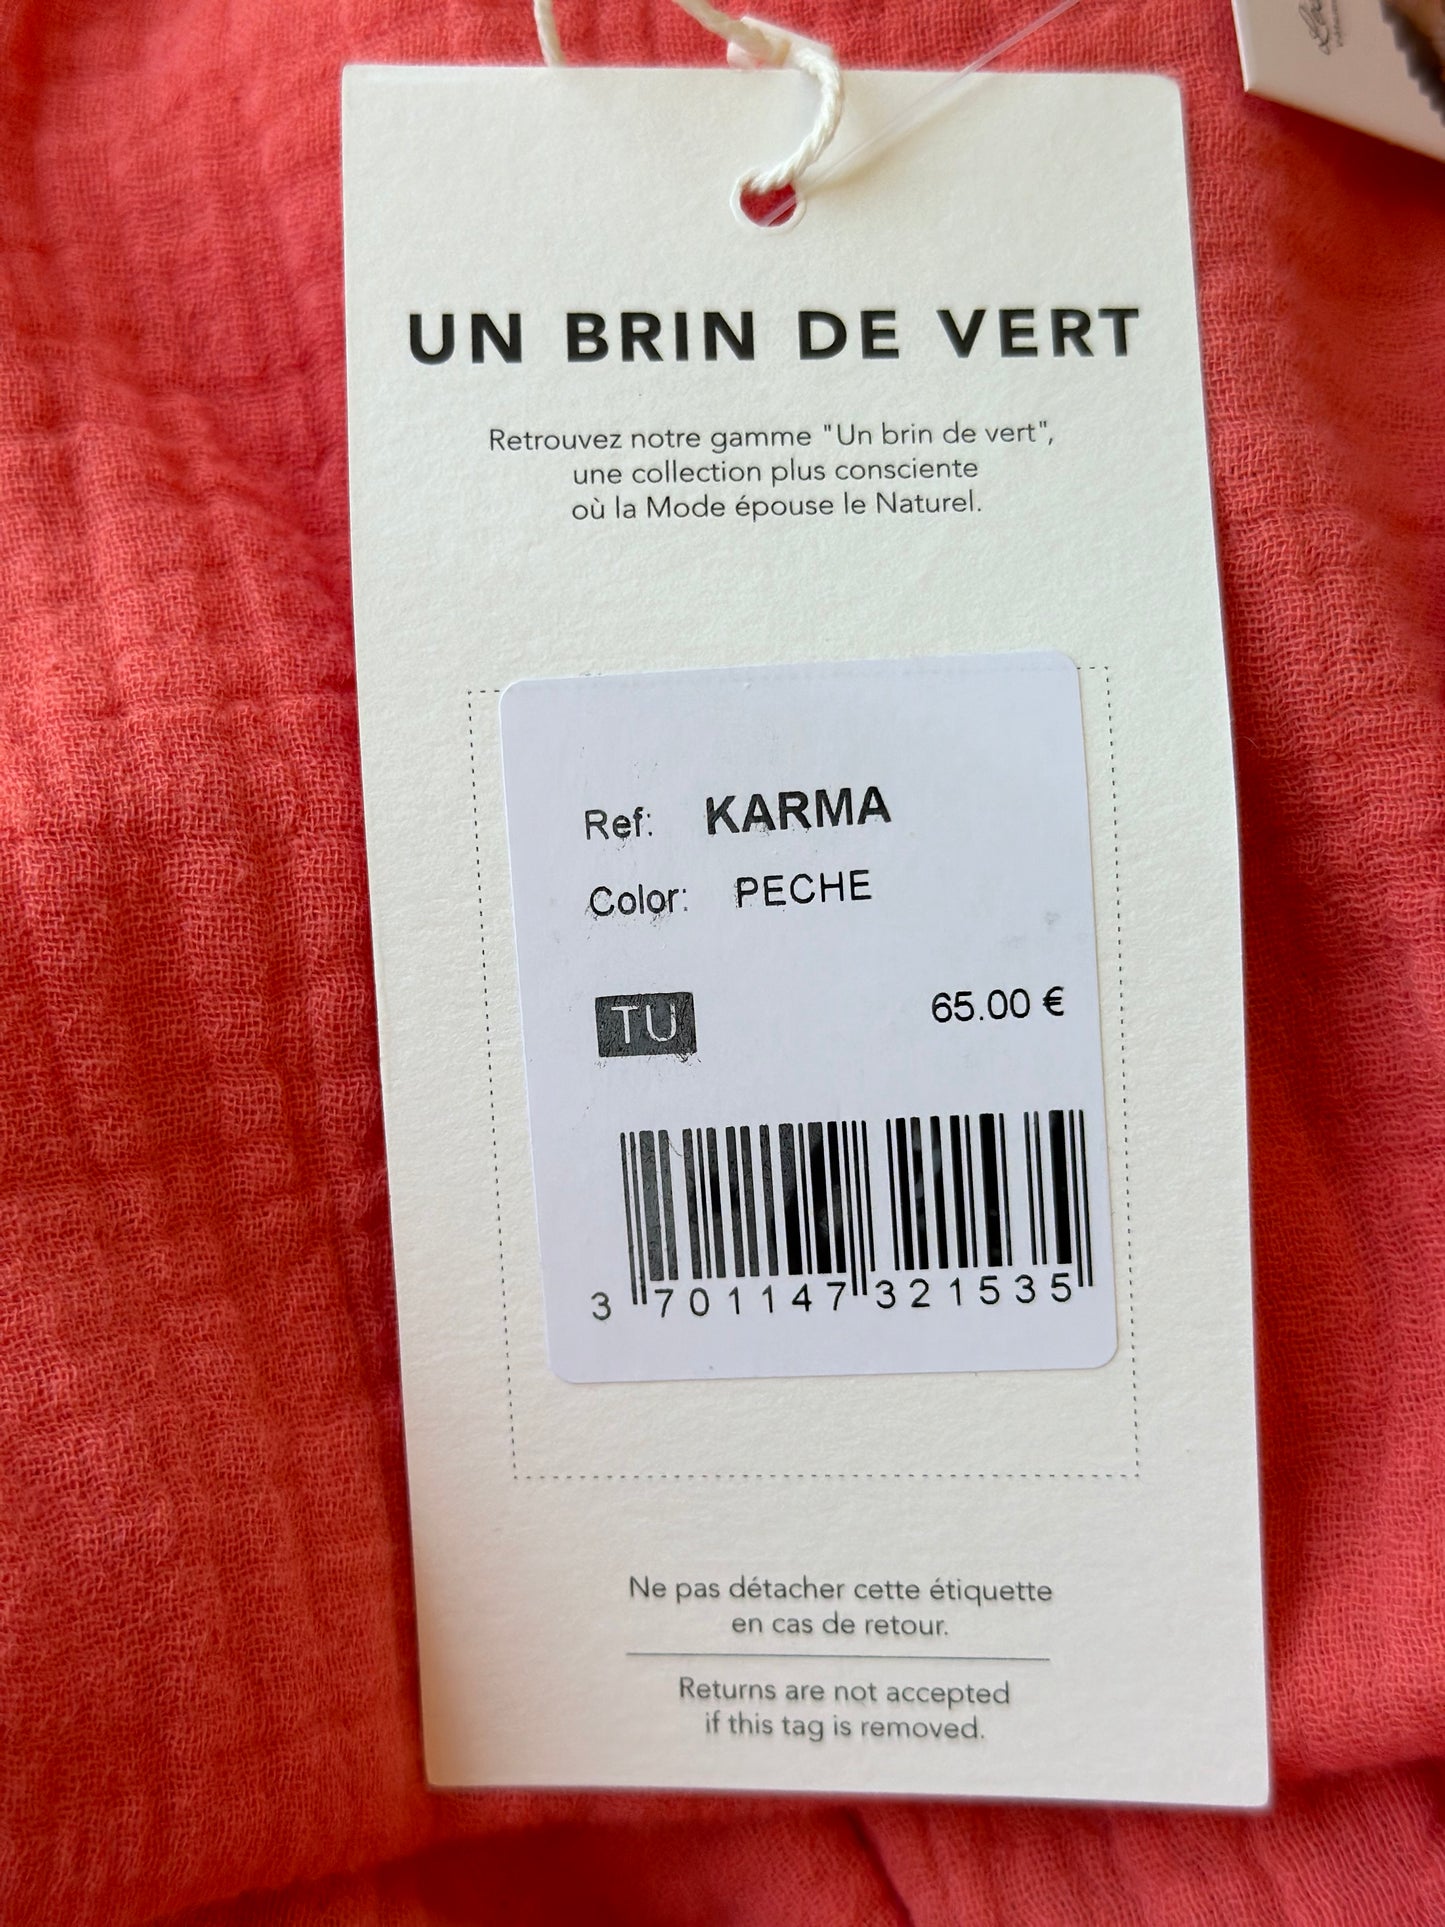 UN BRIN DE VERT
Retrouvez notre gamme "Un brin de vert",
une collection plus consciente
où la Mode épouse le Naturel.
Ref: KARMA
Color: PECHE
TU 65.00 €
3 701147 321535
Ne pas détacher cette étiquette
en cas de retour.
Returns are not accepted
if this tag is removed.